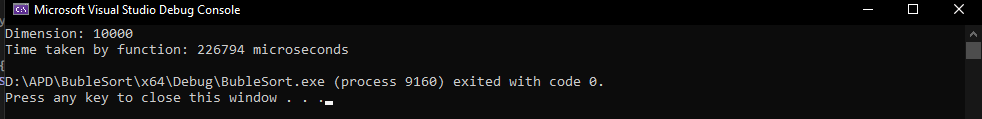 Microsoft Visual Studio Debug Console
Dimension: 10000
Time taken by function: 226794 microseconds
D:\APD\BubleSort\x64\Debug\BubleSort.exe (process 9160) exited with code 0.
Press any key to close this window . . .